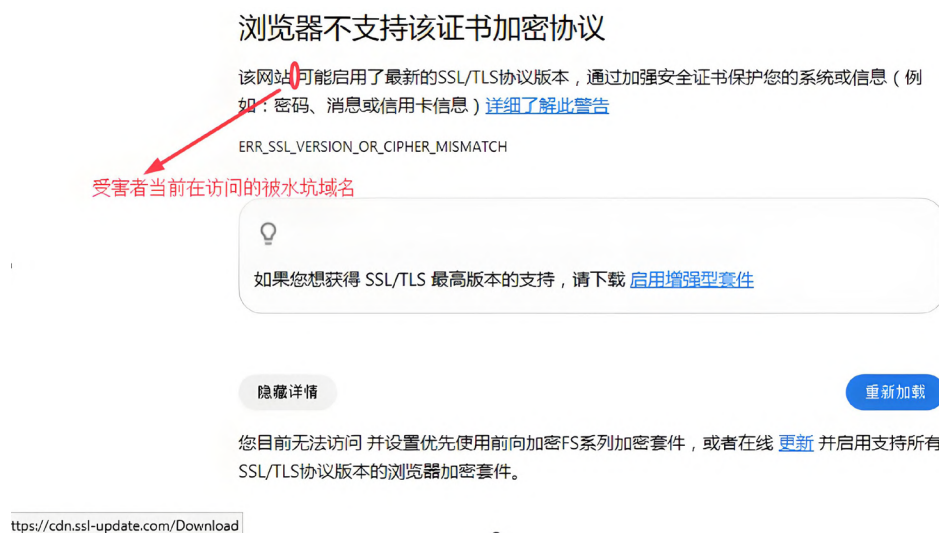 浏览器不支持该证书加密协议
该网站 可能启用了最新的SSL/TLS协议版本，通过加强安全证书保护您的系统或信息（例
如：密码、消息或信用卡信息）详细了解此警告
ERR_SSL_VERSION_OR_CIPHER_MISMATCH
受害者当前在访问的被水坑域名
如果您想获得 SSL/TLS 最高版本的支持，请下载 启用增强型套件
隐藏详情
重新加载
您目前无法访问 并设置优先使用前向加密FS系列加密套件，或者在线 更新 并启用支持所有
SSL/TLS协议版本的浏览器加密套件。
ttps://cdn.ssl-update.com/Download